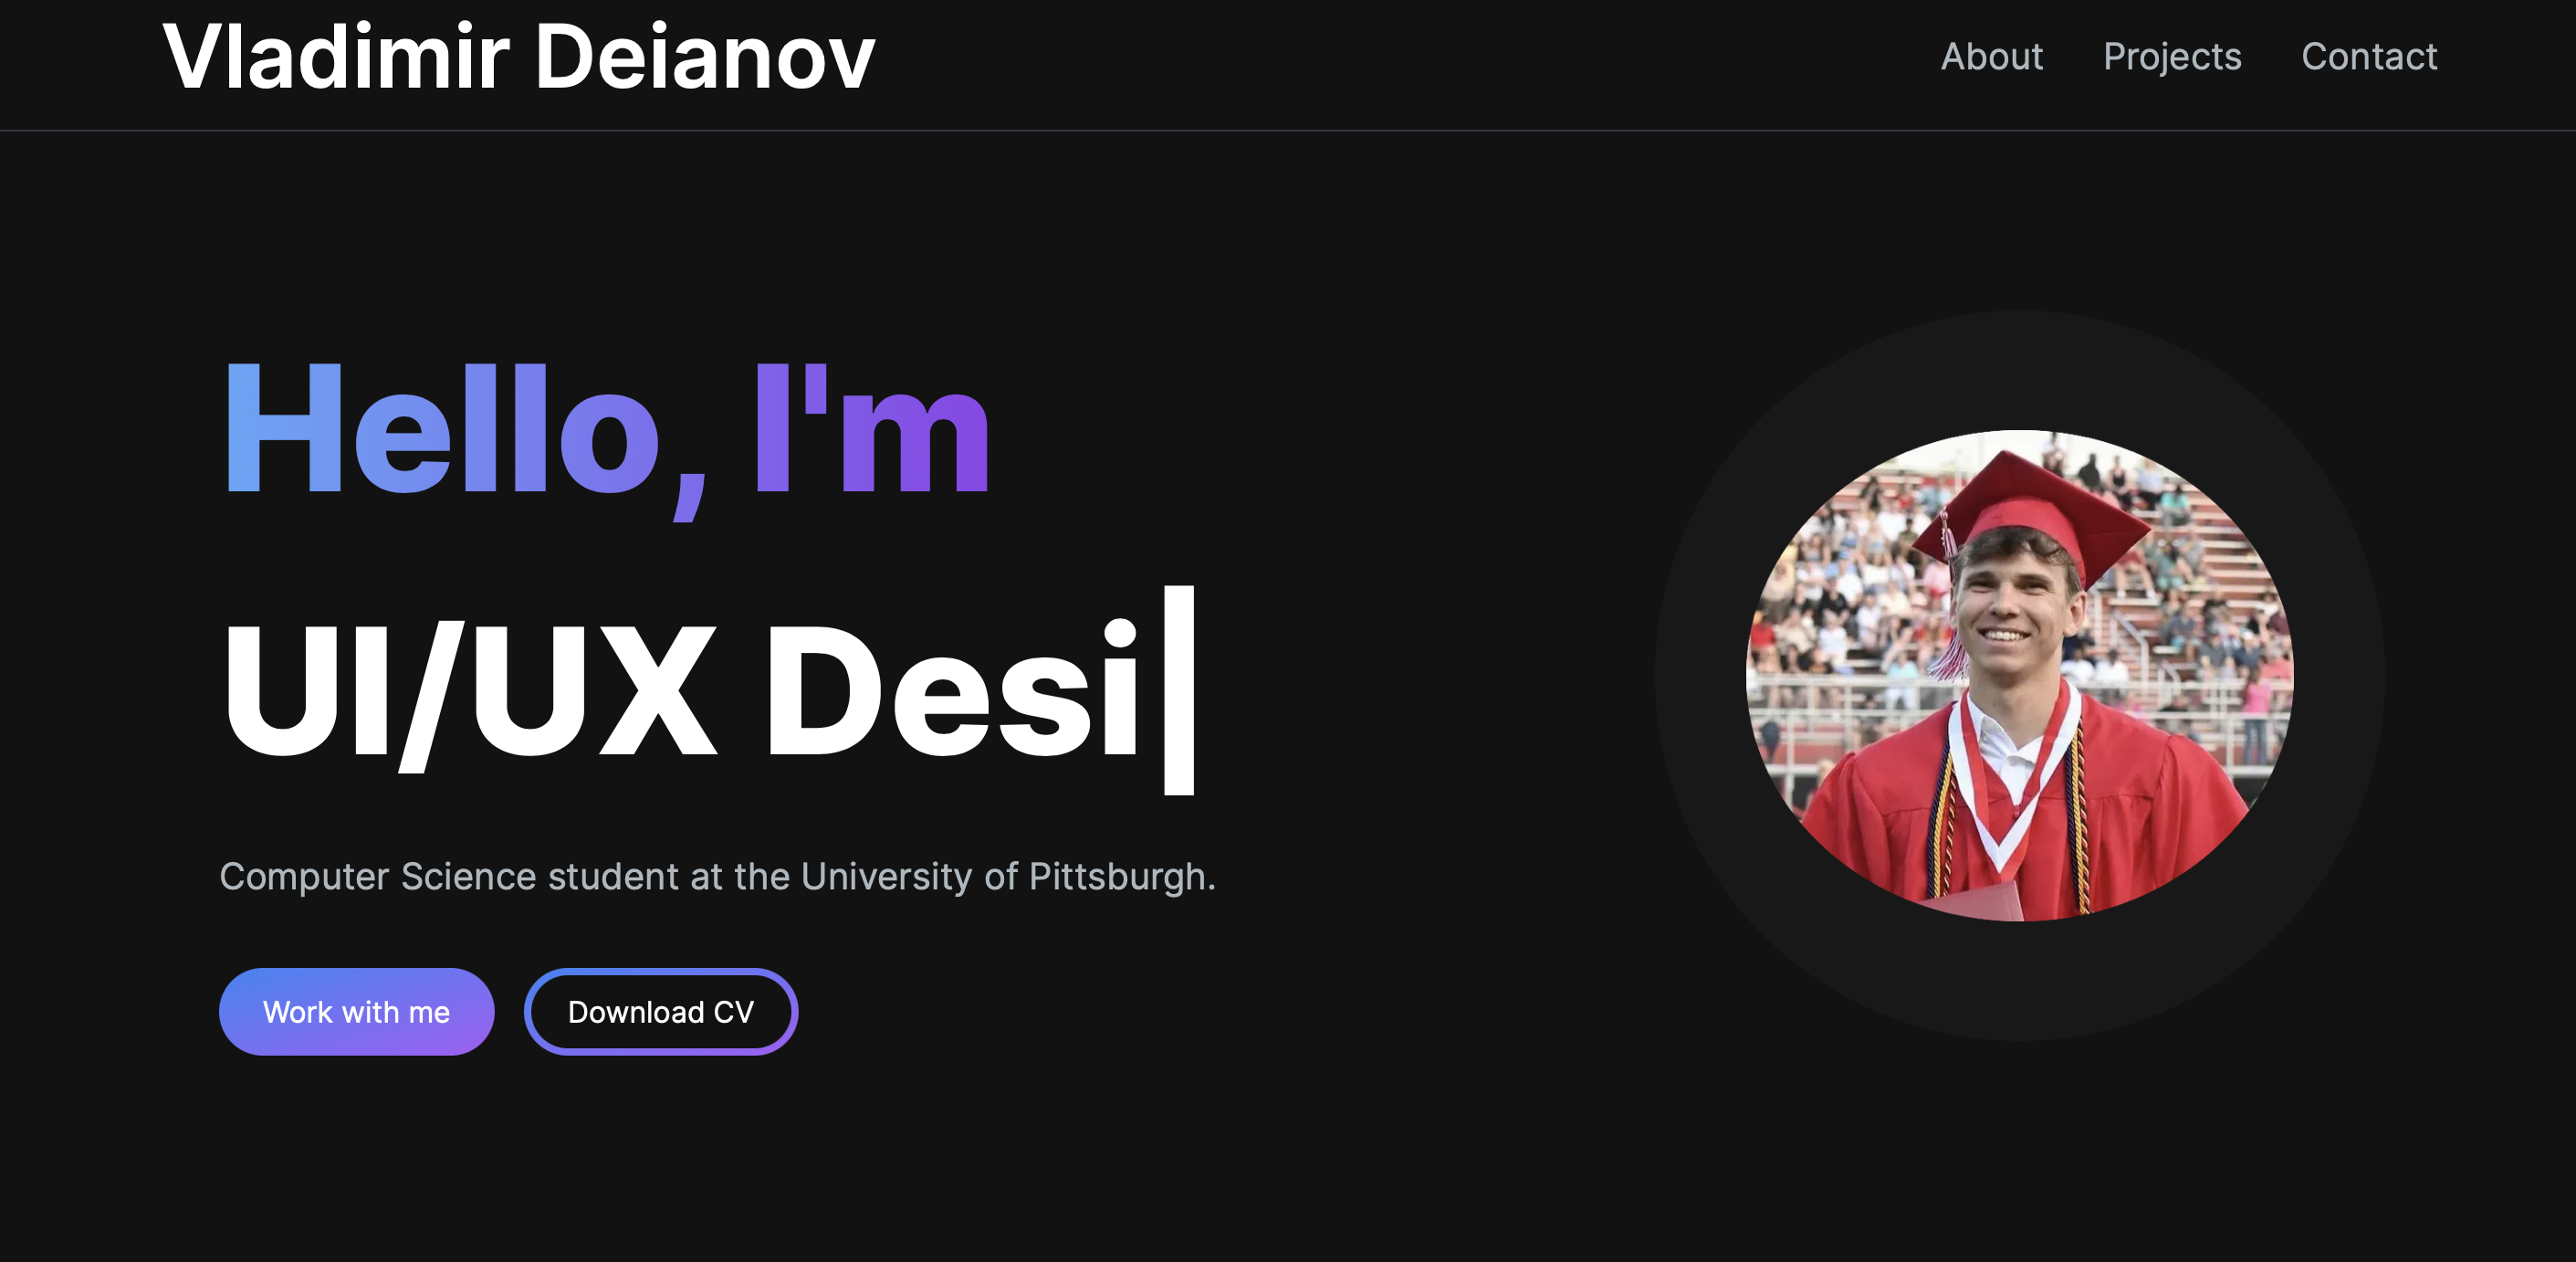 Vladimir Deianov
About Projects Contact
Hello, I'm
UI/UX Desi
Computer Science student at the University of Pittsburgh.
Work with me
Download CV